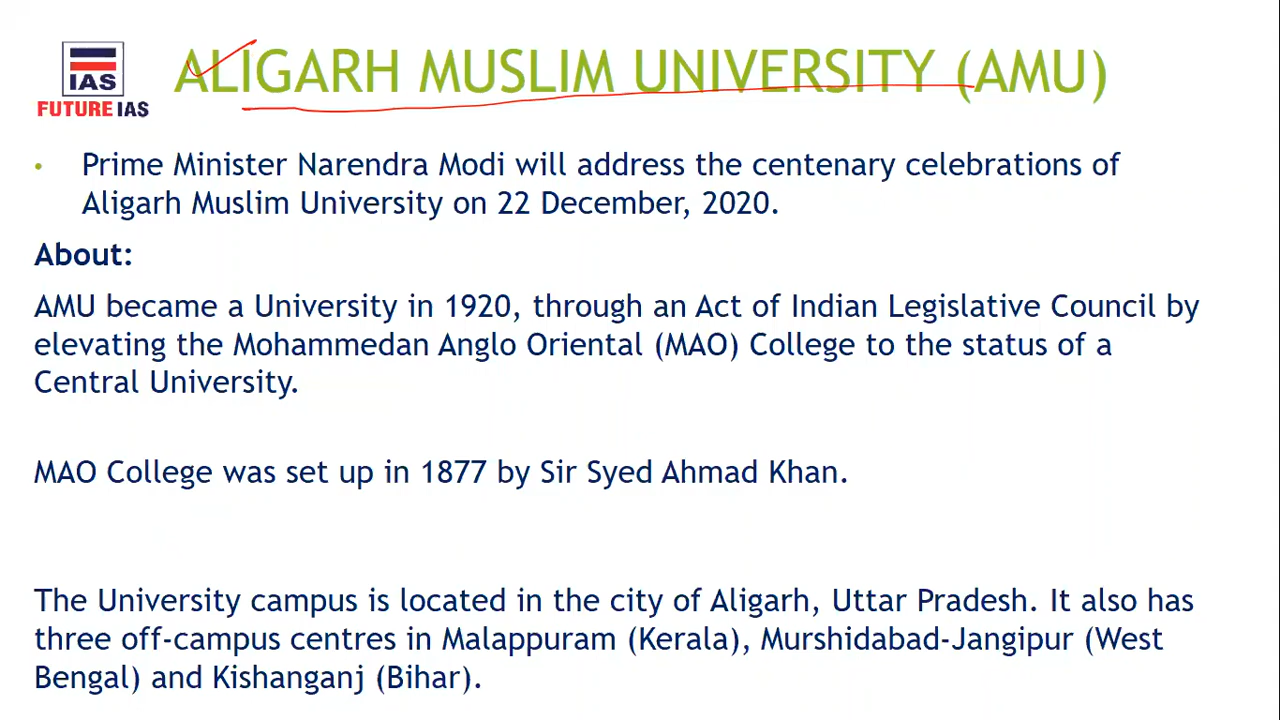 IAS
FUTURE IAS
ALIGARH MUSLIM UNIVERSITY (AMU)
• Prime Minister Narendra Modi will address the centenary celebrations of
Aligarh Muslim University on 22 December, 2020.
About:
AMU became a University in 1920, through an Act of Indian Legislative Council by
elevating the Mohammedan Anglo Oriental (MAO) College to the status of a
Central University.
MAO College was set up in 1877 by Sir Syed Ahmad Khan.
The University campus is located in the city of Aligarh, Uttar Pradesh. It also has
three off-campus centres in Malappuram (Kerala), Murshidabad-Jangipur (West
Bengal) and Kishanganj (Bihar).